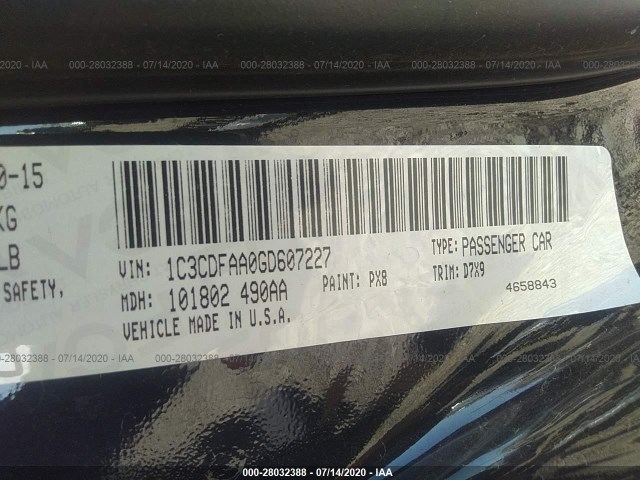 000-28032388 - 07/14/2020 - IAA
0-15
KG
LB
SAFETY,
VIN: 1C3CDFAA0GD607227
TYPE: PASSENGER CAR
MDH: 101802 490AA
PAINT: PX8
TRIM: D7X9
VEHICLE MADE IN U.S.A.
4658843
000-28032388 - 07/14/2020 - IAA